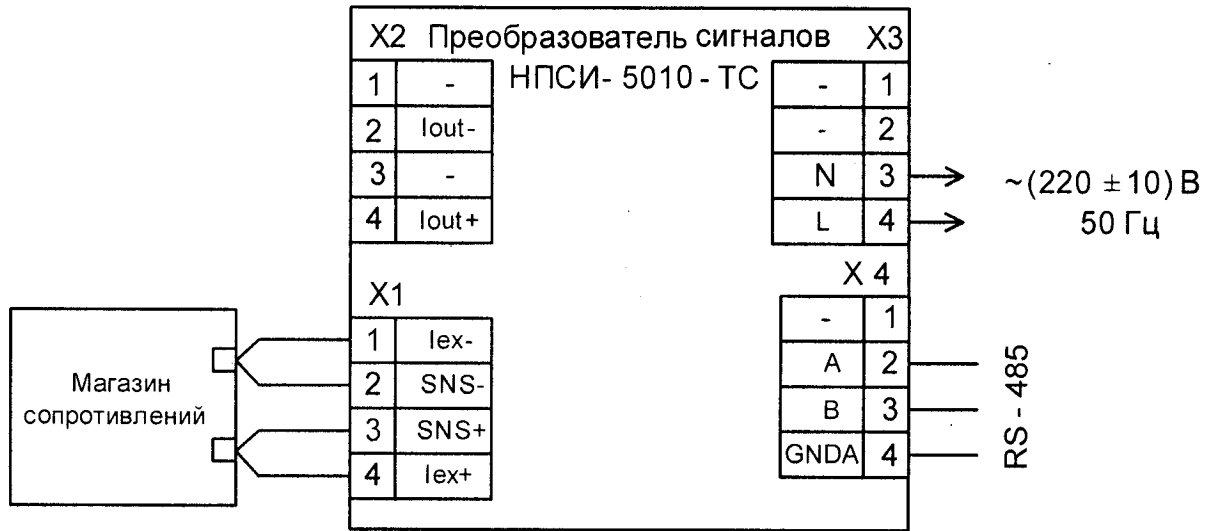 X2 Преобразователь сигналов X3
НПСИ- 5010 - ТС
1 -
2 Iout-
3 -
4 Iout+
- 1
- 2
N 3
L 4
~(220 ± 10) В
50 Гц
X1
1 Iex-
2 SNS-
3 SNS+
4 Iex+
Магазин
сопротивлений
X 4
- 1
A 2
B 3
GNDA 4
RS - 485